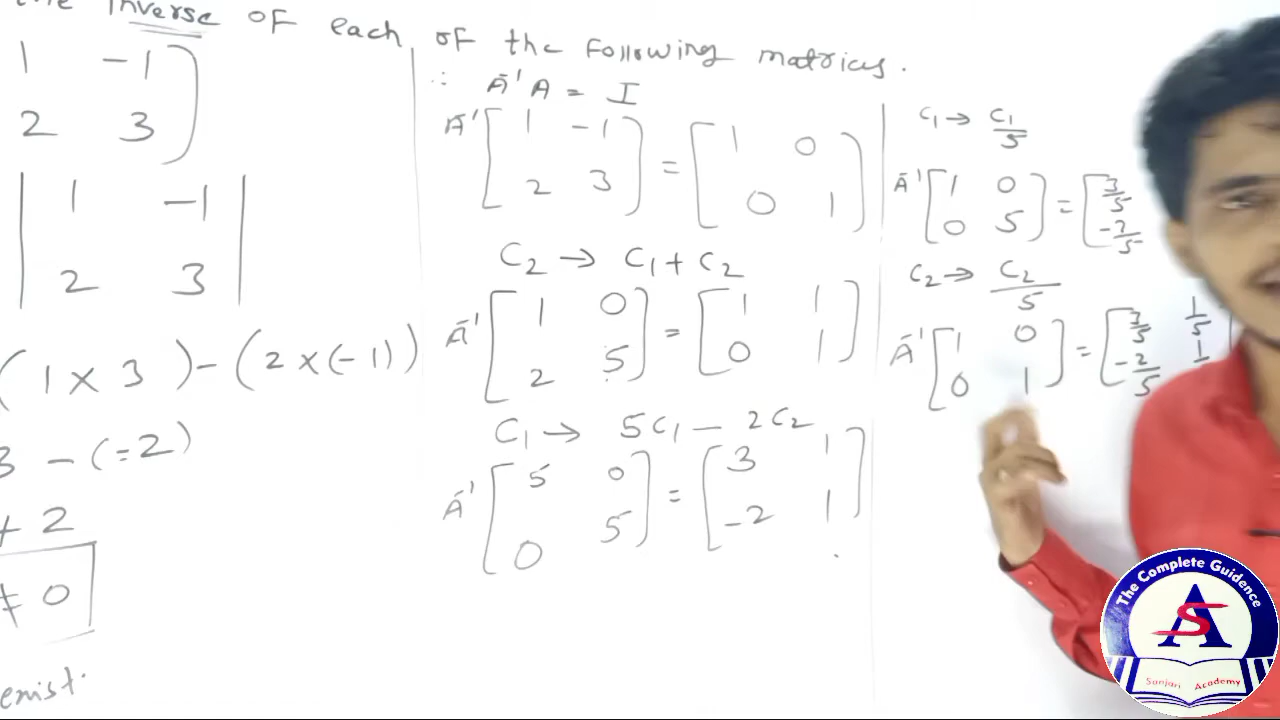 the inverse of each of the following matrices.
1 -1
2 3
1 -1
2 3
(1 × 3) - (2 × (-1))
3 - (-2)
+ 2
≠ 0
exist.
∴ A⁻¹A = I
A⁻¹ [1 -1; 2 3] = [1 0; 0 1]
C₂ → C₁ + C₂
A⁻¹ [1 0; 2 5] = [1 1; 0 1]
C₁ → 5C₁ - 2C₂
A⁻¹ [5 0; 0 5] = [3 1; -2 1]
C₁ → C₁/5
A⁻¹ [1 0; 0 5] = [3/5; -2/5
C₂ → C₂/5
A⁻¹ [1 0; 0 1] = [3/5 1/5; -2/5 1
The Complete Guidence
SA
Sanjari Academy